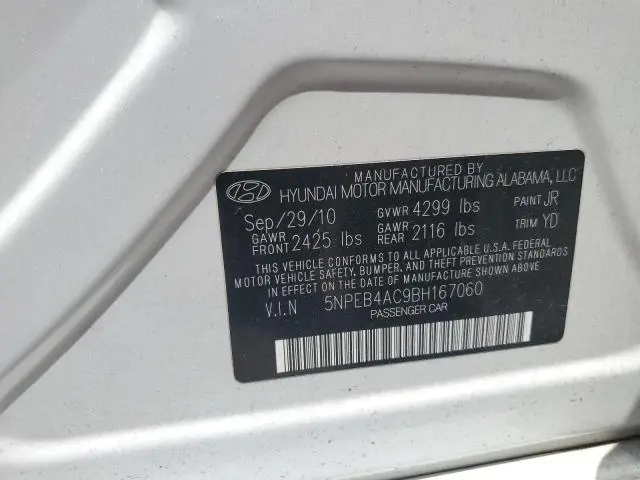 MANUFACTURED BY
HYUNDAI MOTOR MANUFACTURING ALABAMA, LLC
Sep/29/10 GVWR 4299 lbs PAINT JR
GAWR FRONT 2425 lbs GAWR REAR 2116 lbs TRIM YD
THIS VEHICLE CONFORMS TO ALL APPLICABLE U.S.A. FEDERAL
MOTOR VEHICLE SAFETY, BUMPER, AND THEFT PREVENTION STANDARDS
IN EFFECT ON THE DATE OF MANUFACTURE SHOWN ABOVE.
V.I.N 5NPEB4AC9BH167060
PASSENGER CAR